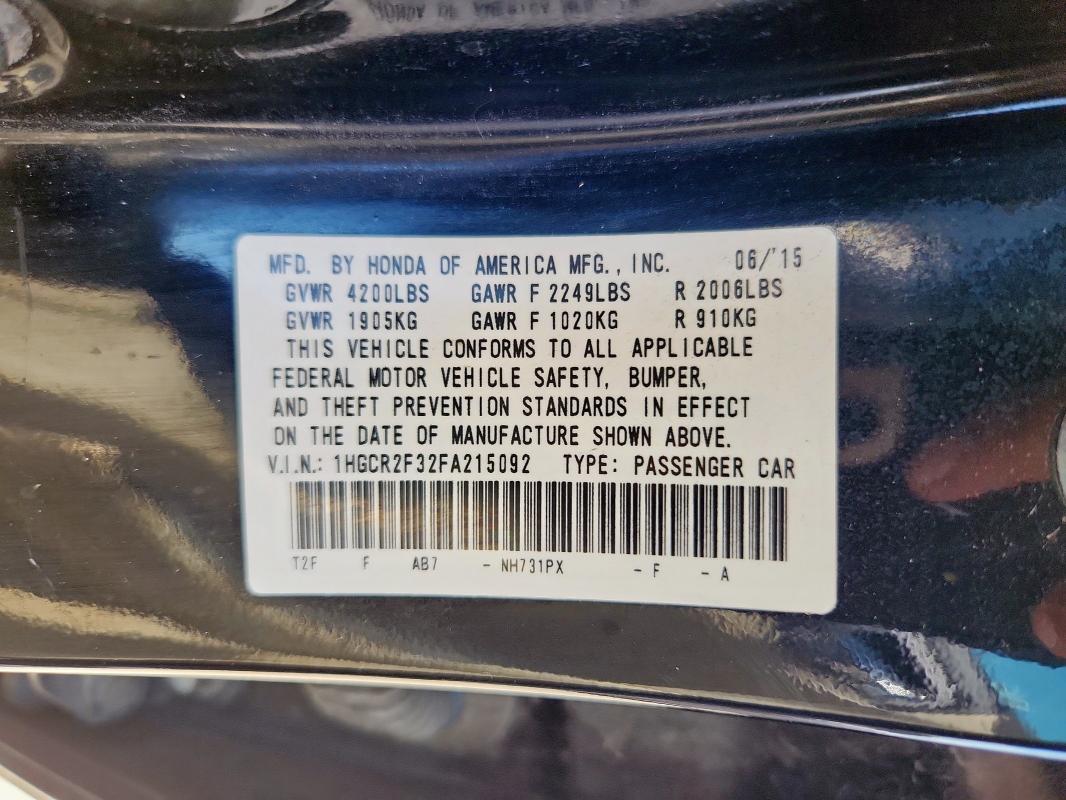 MFD. BY HONDA OF AMERICA MFG., INC. 06/'15
GVWR 4200LBS GAWR F 2249LBS R 2006LBS
GVWR 1905KG GAWR F 1020KG R 910KG
THIS VEHICLE CONFORMS TO ALL APPLICABLE
FEDERAL MOTOR VEHICLE SAFETY, BUMPER,
AND THEFT PREVENTION STANDARDS IN EFFECT
ON THE DATE OF MANUFACTURE SHOWN ABOVE.
V.I.N.: 1HGCR2F32FA215092 TYPE: PASSENGER CAR
T2F F AB7 - NH731PX - F - A